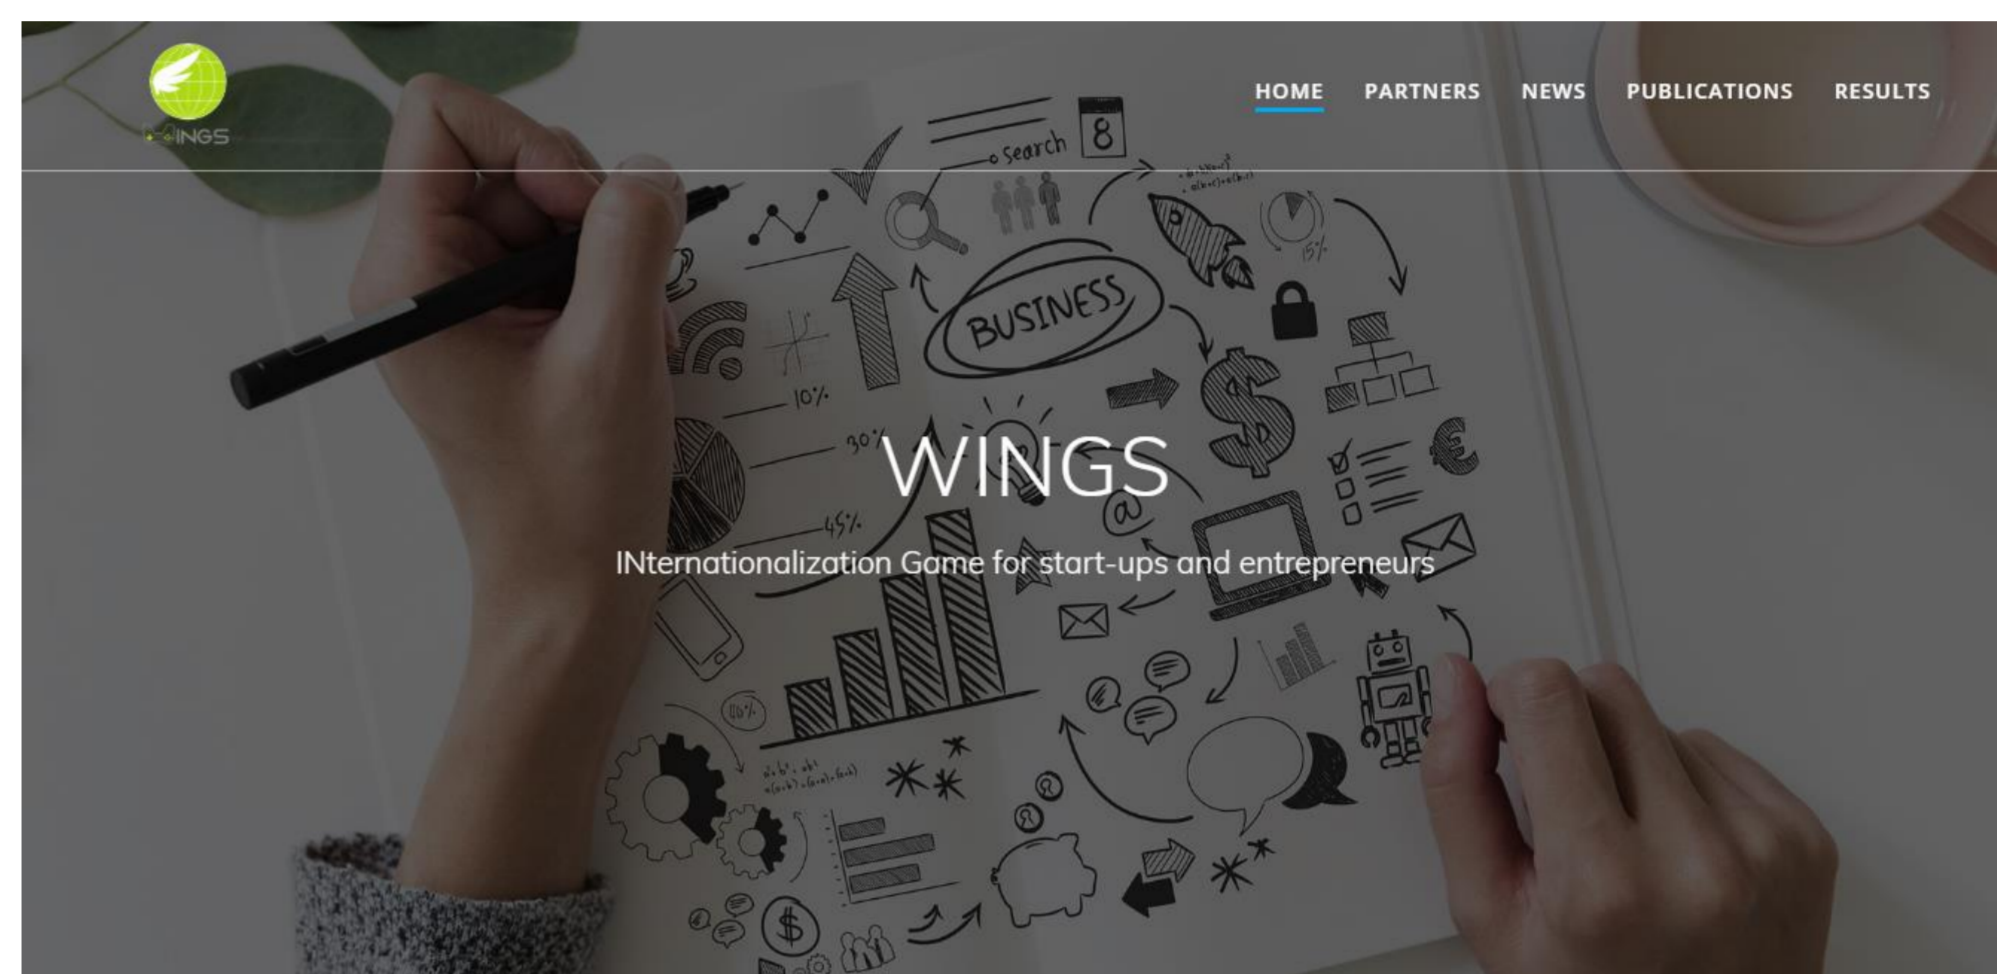 WINGS
HOME PARTNERS NEWS PUBLICATIONS RESULTS
search
8
15%
BUSINESS
10%
30%
WINGS
45%
@
INternationalization Game for start-ups and entrepreneurs
$